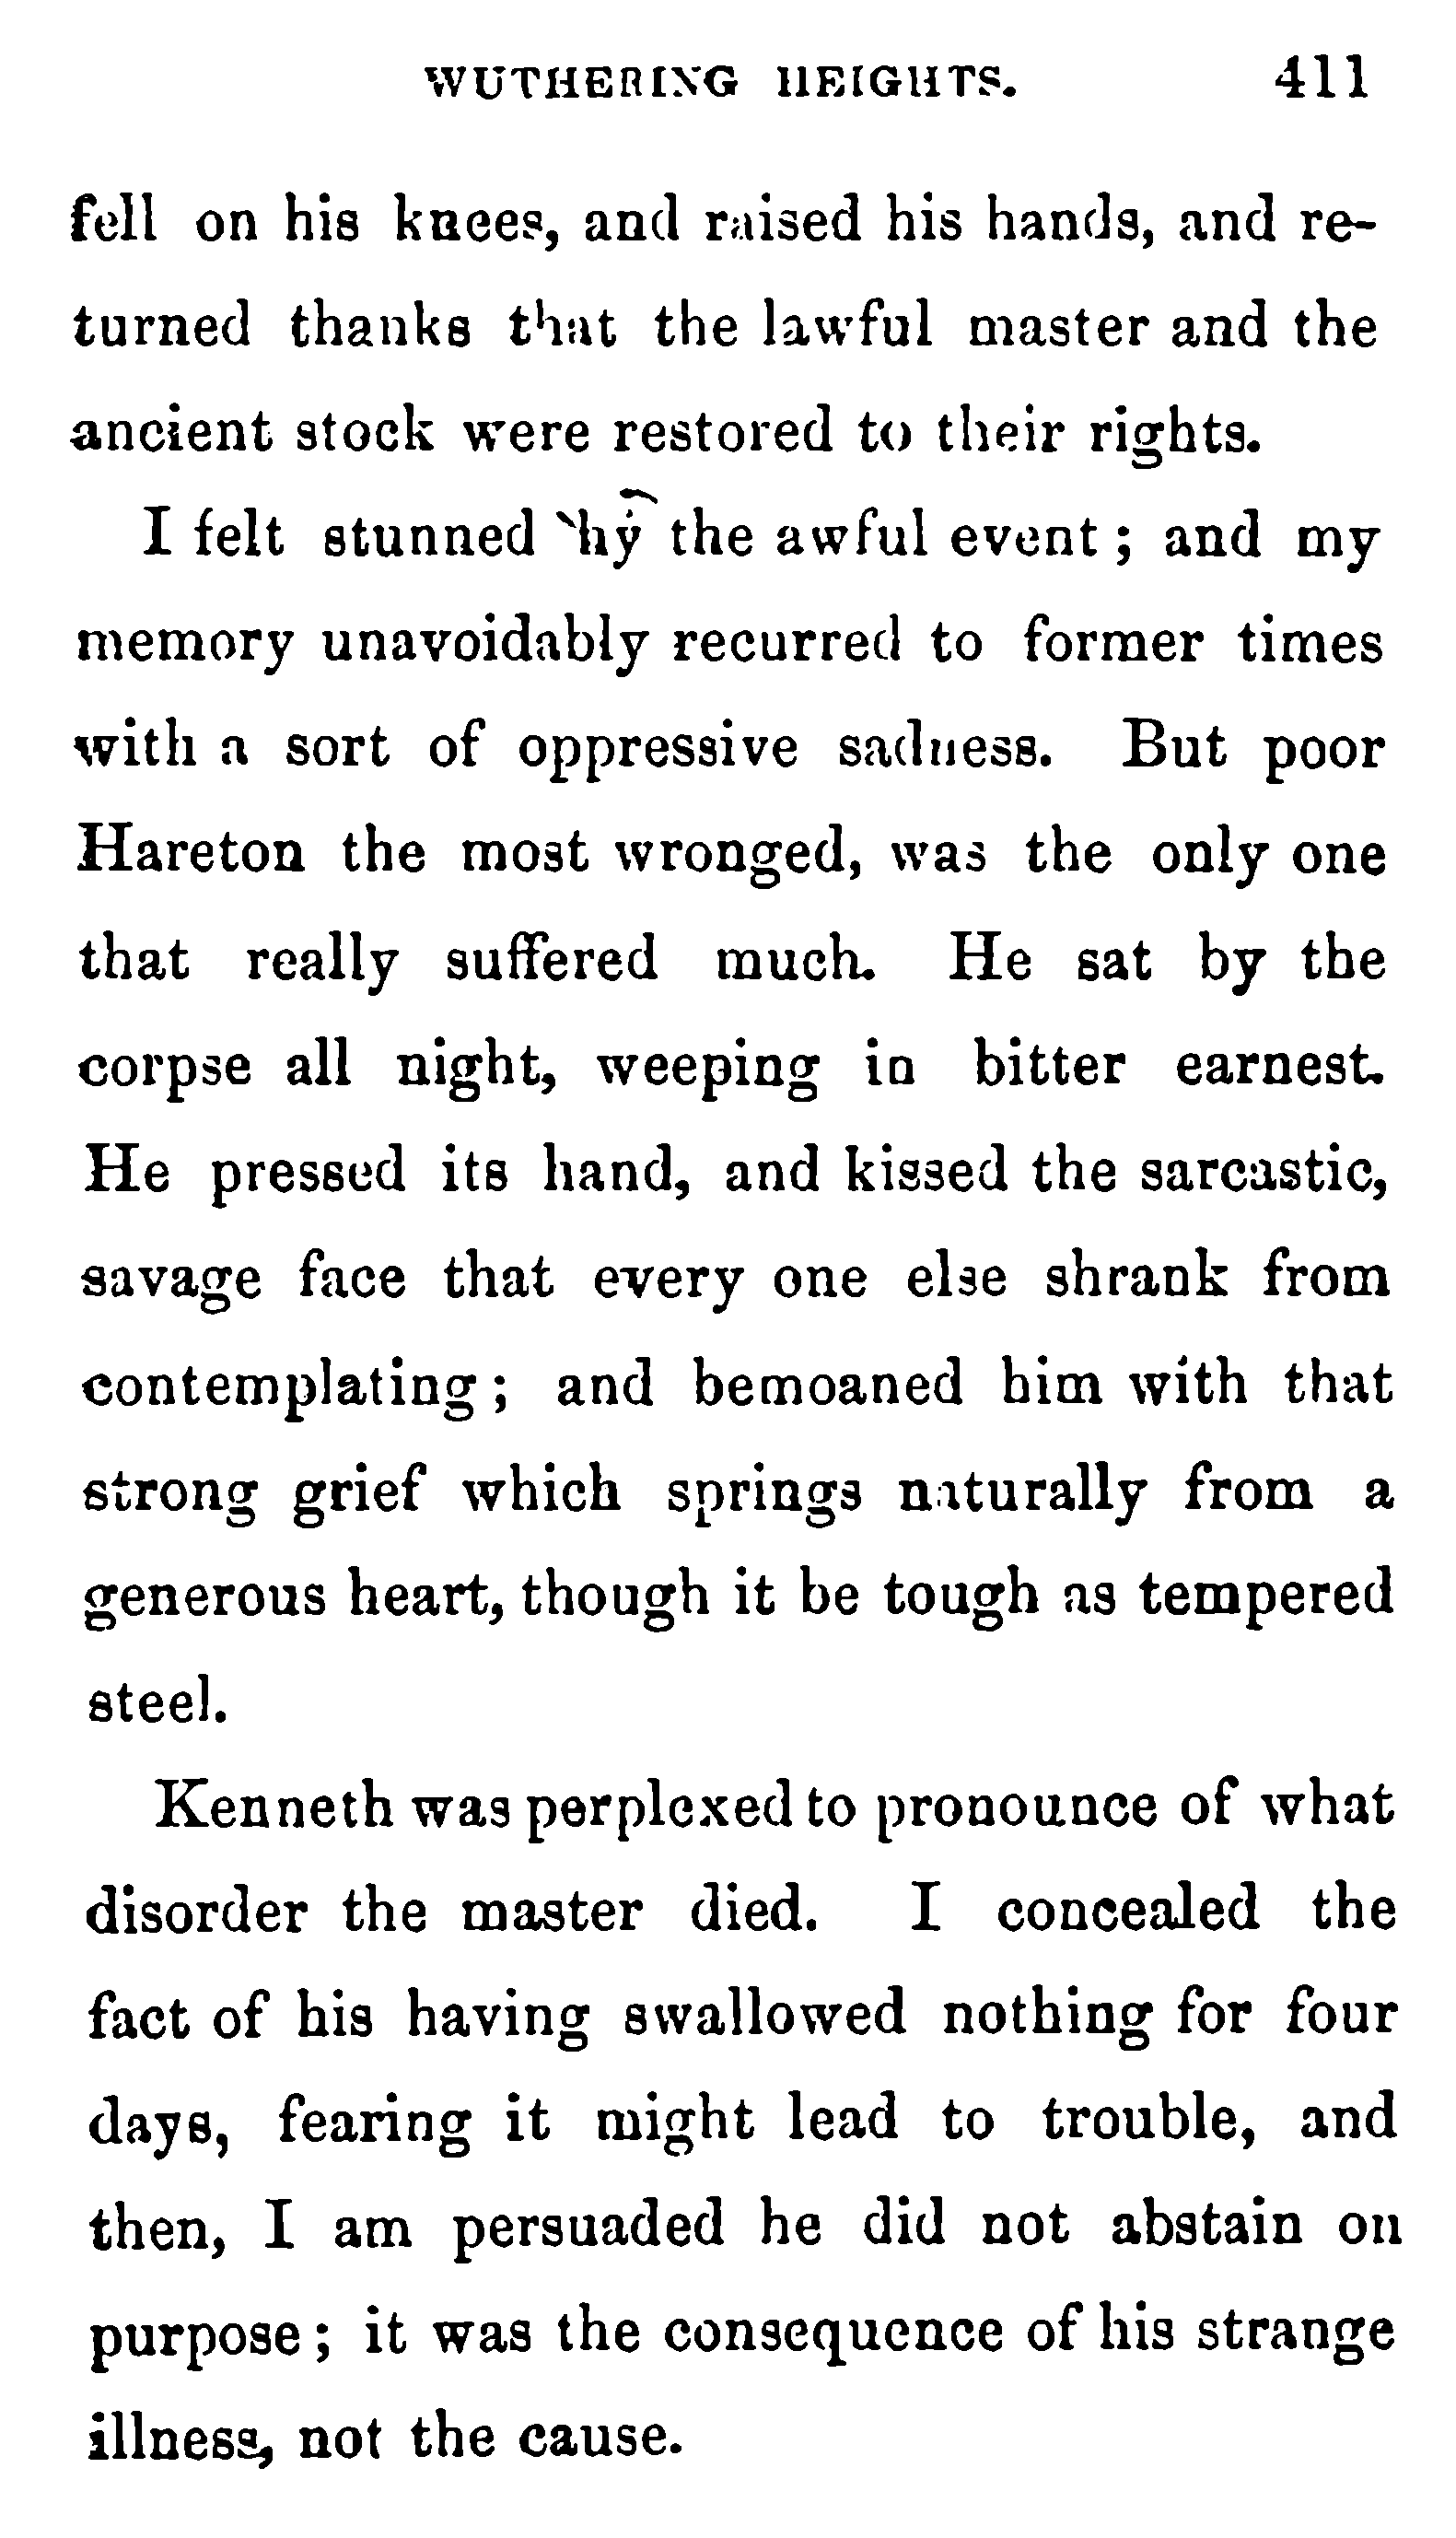 WUTHERING HEIGHTS. 411
fell on his knees, and raised his hands, and re-
turned thanks that the lawful master and the
ancient stock were restored to their rights.
I felt stunned by the awful event; and my
memory unavoidably recurred to former times
with a sort of oppressive sadness. But poor
Hareton the most wronged, was the only one
that really suffered much. He sat by the
corpse all night, weeping in bitter earnest.
He pressed its hand, and kissed the sarcastic,
savage face that every one else shrank from
contemplating; and bemoaned him with that
strong grief which springs naturally from a
generous heart, though it be tough as tempered
steel.
Kenneth was perplexed to pronounce of what
disorder the master died. I concealed the
fact of his having swallowed nothing for four
days, fearing it might lead to trouble, and
then, I am persuaded he did not abstain on
purpose; it was the consequence of his strange
illness, not the cause.